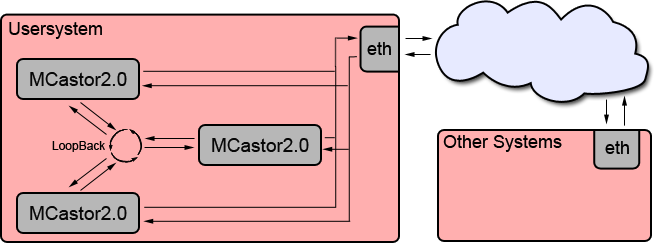 Usersystem
eth
MCastor2.0
LoopBack
MCastor2.0
MCastor2.0
Other Systems
eth